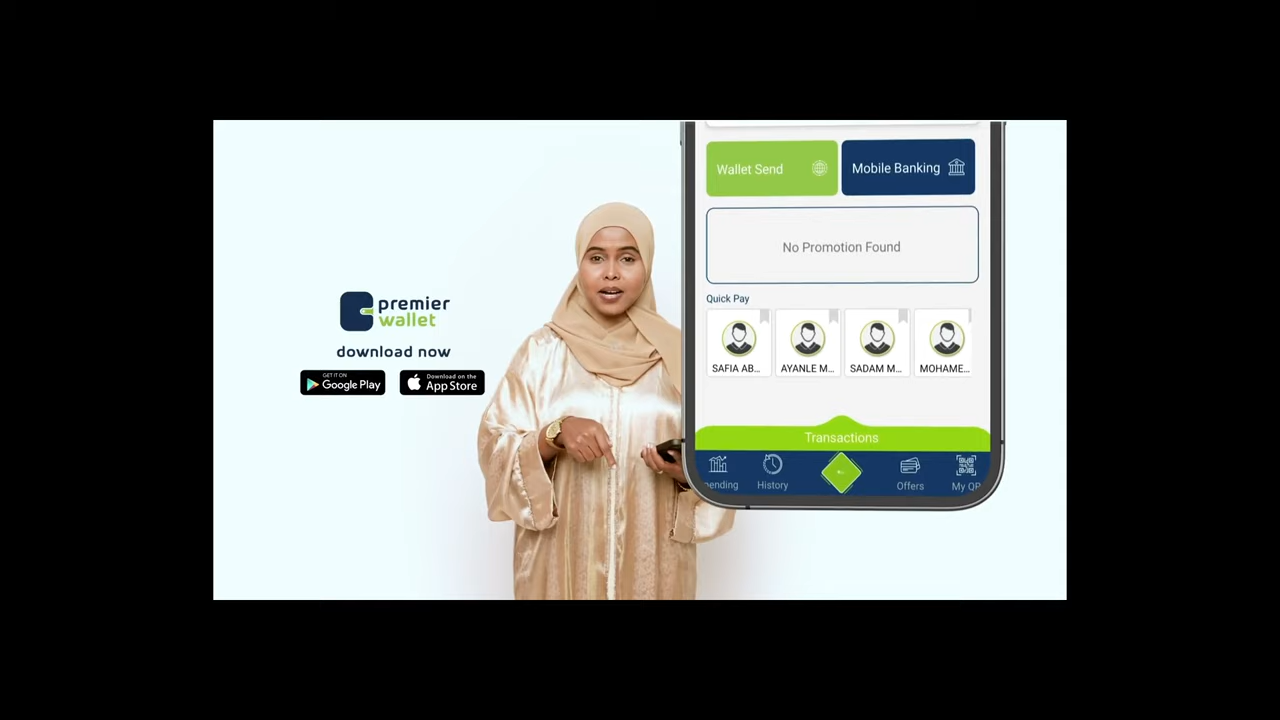 premier
wallet
download now
GET IT ON
Google Play
Download on the
App Store
Wallet Send
Mobile Banking
No Promotion Found
Quick Pay
SAFIA AB...
AYANLE M...
SADAM M...
MOHAME...
Transactions
pending
History
Offers
My QR